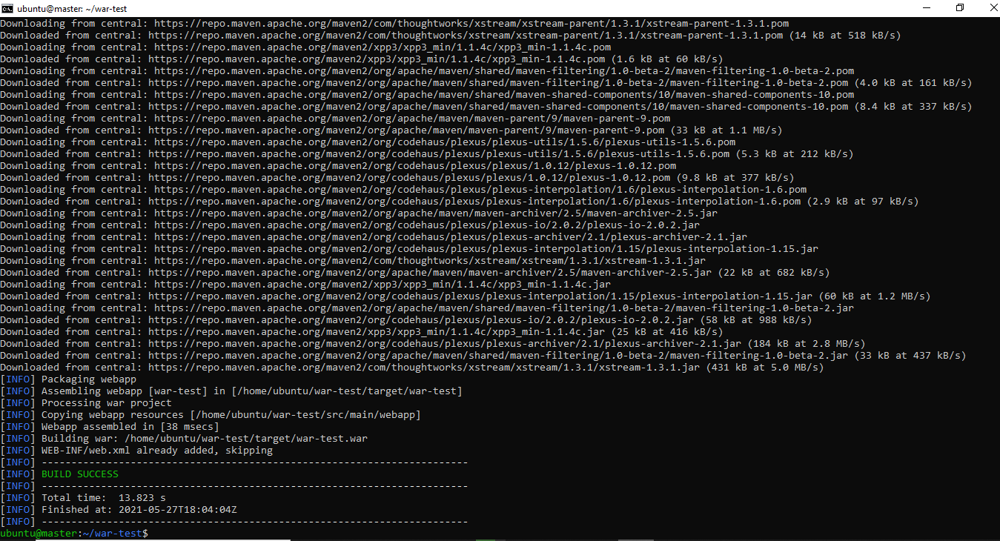 ubuntu@master: ~/war-test
Downloading from central: https://repo.maven.apache.org/maven2/com/thoughtworks/xstream/xstream-parent/1.3.1/xstream-parent-1.3.1.pom
Downloaded from central: https://repo.maven.apache.org/maven2/com/thoughtworks/xstream/xstream-parent/1.3.1/xstream-parent-1.3.1.pom (14 kB at 518 kB/s)
Downloading from central: https://repo.maven.apache.org/maven2/xpp3/xpp3_min/1.1.4c/xpp3_min-1.1.4c.pom
Downloaded from central: https://repo.maven.apache.org/maven2/xpp3/xpp3_min/1.1.4c/xpp3_min-1.1.4c.pom (1.6 kB at 60 kB/s)
Downloading from central: https://repo.maven.apache.org/maven2/org/apache/maven/shared/maven-filtering/1.0-beta-2/maven-filtering-1.0-beta-2.pom
Downloaded from central: https://repo.maven.apache.org/maven2/org/apache/maven/shared/maven-filtering/1.0-beta-2/maven-filtering-1.0-beta-2.pom (4.0 kB at 161 kB/s)
Downloading from central: https://repo.maven.apache.org/maven2/org/apache/maven/shared/maven-shared-components/10/maven-shared-components-10.pom
Downloaded from central: https://repo.maven.apache.org/maven2/org/apache/maven/shared/maven-shared-components/10/maven-shared-components-10.pom (8.4 kB at 337 kB/s)
Downloading from central: https://repo.maven.apache.org/maven2/org/apache/maven/maven-parent/9/maven-parent-9.pom
Downloaded from central: https://repo.maven.apache.org/maven2/org/apache/maven/maven-parent/9/maven-parent-9.pom (33 kB at 1.1 MB/s)
Downloading from central: https://repo.maven.apache.org/maven2/org/codehaus/plexus/plexus-utils/1.5.6/plexus-utils-1.5.6.pom
Downloaded from central: https://repo.maven.apache.org/maven2/org/codehaus/plexus/plexus-utils/1.5.6/plexus-utils-1.5.6.pom (5.3 kB at 212 kB/s)
Downloading from central: https://repo.maven.apache.org/maven2/org/codehaus/plexus/plexus/1.0.12/plexus-1.0.12.pom
Downloaded from central: https://repo.maven.apache.org/maven2/org/codehaus/plexus/plexus/1.0.12/plexus-1.0.12.pom (9.8 kB at 377 kB/s)
Downloading from central: https://repo.maven.apache.org/maven2/org/codehaus/plexus/plexus-interpolation/1.6/plexus-interpolation-1.6.pom
Downloaded from central: https://repo.maven.apache.org/maven2/org/codehaus/plexus/plexus-interpolation/1.6/plexus-interpolation-1.6.pom (2.9 kB at 97 kB/s)
Downloading from central: https://repo.maven.apache.org/maven2/org/apache/maven/maven-archiver/2.5/maven-archiver-2.5.jar
Downloading from central: https://repo.maven.apache.org/maven2/org/codehaus/plexus/plexus-io/2.0.2/plexus-io-2.0.2.jar
Downloading from central: https://repo.maven.apache.org/maven2/org/codehaus/plexus/plexus-archiver/2.1/plexus-archiver-2.1.jar
Downloading from central: https://repo.maven.apache.org/maven2/org/codehaus/plexus/plexus-interpolation/1.15/plexus-interpolation-1.15.jar
Downloading from central: https://repo.maven.apache.org/maven2/com/thoughtworks/xstream/xstream/1.3.1/xstream-1.3.1.jar
Downloaded from central: https://repo.maven.apache.org/maven2/org/apache/maven/maven-archiver/2.5/maven-archiver-2.5.jar (22 kB at 682 kB/s)
Downloading from central: https://repo.maven.apache.org/maven2/xpp3/xpp3_min/1.1.4c/xpp3_min-1.1.4c.jar
Downloaded from central: https://repo.maven.apache.org/maven2/org/codehaus/plexus/plexus-interpolation/1.15/plexus-interpolation-1.15.jar (60 kB at 1.2 MB/s)
Downloading from central: https://repo.maven.apache.org/maven2/org/apache/maven/shared/maven-filtering/1.0-beta-2/maven-filtering-1.0-beta-2.jar
Downloaded from central: https://repo.maven.apache.org/maven2/org/codehaus/plexus/plexus-io/2.0.2/plexus-io-2.0.2.jar (58 kB at 988 kB/s)
Downloaded from central: https://repo.maven.apache.org/maven2/xpp3/xpp3_min/1.1.4c/xpp3_min-1.1.4c.jar (25 kB at 416 kB/s)
Downloaded from central: https://repo.maven.apache.org/maven2/org/codehaus/plexus/plexus-archiver/2.1/plexus-archiver-2.1.jar (184 kB at 2.8 MB/s)
Downloaded from central: https://repo.maven.apache.org/maven2/org/apache/maven/shared/maven-filtering/1.0-beta-2/maven-filtering-1.0-beta-2.jar (33 kB at 437 kB/s)
Downloaded from central: https://repo.maven.apache.org/maven2/com/thoughtworks/xstream/xstream/1.3.1/xstream-1.3.1.jar (431 kB at 5.0 MB/s)
[INFO] Packaging webapp
[INFO] Assembling webapp [war-test] in [/home/ubuntu/war-test/target/war-test]
[INFO] Processing war project
[INFO] Copying webapp resources [/home/ubuntu/war-test/src/main/webapp]
[INFO] Webapp assembled in [38 msecs]
[INFO] Building war: /home/ubuntu/war-test/target/war-test.war
[INFO] WEB-INF/web.xml already added, skipping
[INFO] ------------------------------------------------------------------------
[INFO] BUILD SUCCESS
[INFO] ------------------------------------------------------------------------
[INFO] Total time:  13.823 s
[INFO] Finished at: 2021-05-27T18:04:04Z
[INFO] ------------------------------------------------------------------------
ubuntu@master:~/war-test$